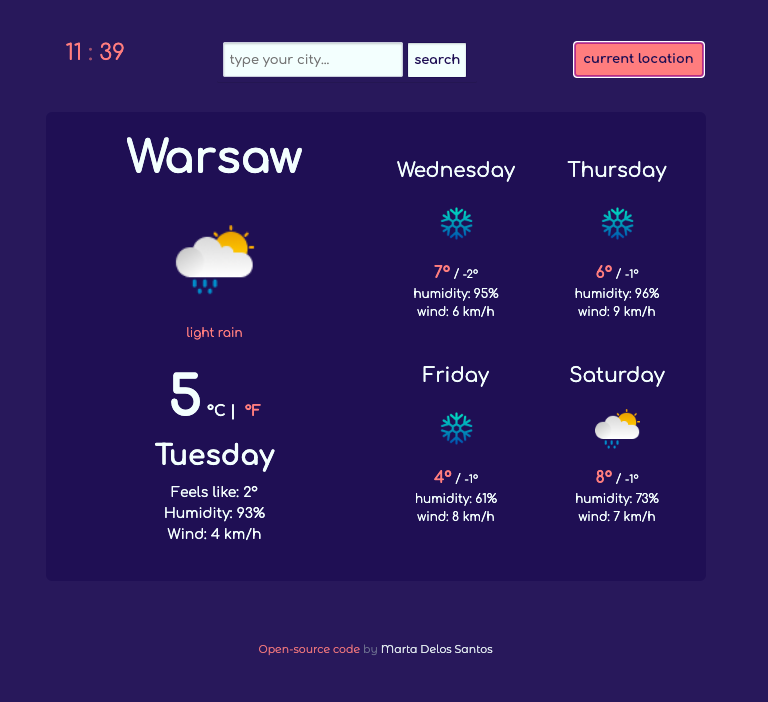 11 : 39
type your city...
search
current location
Warsaw
light rain
5 °C | °F
Tuesday
Feels like: 2°
Humidity: 93%
Wind: 4 km/h
Wednesday
7° / -2°
humidity: 95%
wind: 6 km/h
Thursday
6° / -1°
humidity: 96%
wind: 9 km/h
Friday
4° / -1°
humidity: 61%
wind: 8 km/h
Saturday
8° / -1°
humidity: 73%
wind: 7 km/h
Open-source code by Marta Delos Santos